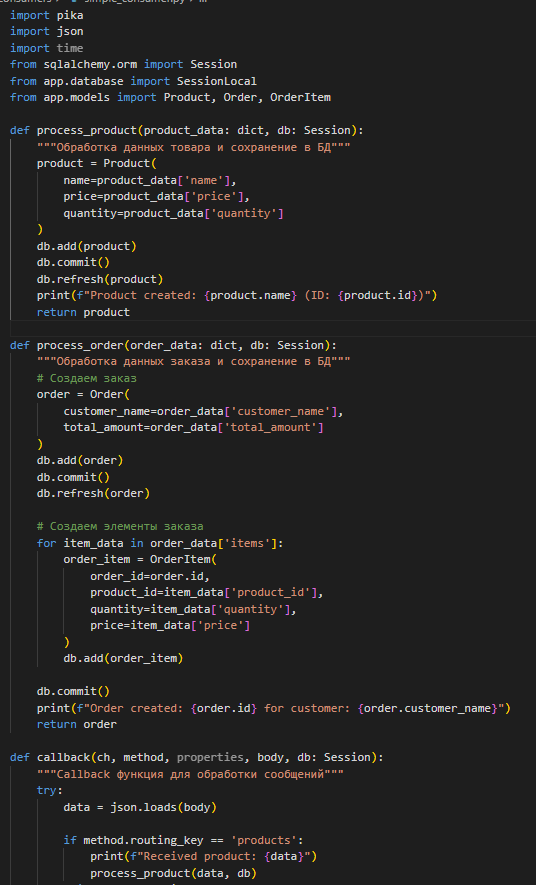 simple_consumer.py
import pika
import json
import time
from sqlalchemy.orm import Session
from app.database import SessionLocal
from app.models import Product, Order, OrderItem

def process_product(product_data: dict, db: Session):
    """Обработка данных товара и сохранение в БД"""
    product = Product(
        name=product_data['name'],
        price=product_data['price'],
        quantity=product_data['quantity']
    )
    db.add(product)
    db.commit()
    db.refresh(product)
    print(f"Product created: {product.name} (ID: {product.id})")
    return product

def process_order(order_data: dict, db: Session):
    """Обработка данных заказа и сохранение в БД"""
    # Создаем заказ
    order = Order(
        customer_name=order_data['customer_name'],
        total_amount=order_data['total_amount']
    )
    db.add(order)
    db.commit()
    db.refresh(order)

    # Создаем элементы заказа
    for item_data in order_data['items']:
        order_item = OrderItem(
            order_id=order.id,
            product_id=item_data['product_id'],
            quantity=item_data['quantity'],
            price=item_data['price']
        )
        db.add(order_item)

    db.commit()
    print(f"Order created: {order.id} for customer: {order.customer_name}")
    return order

def callback(ch, method, properties, body, db: Session):
    """Callback функция для обработки сообщений"""
    try:
        data = json.loads(body)

        if method.routing_key == 'products':
            print(f"Received product: {data}")
            process_product(data, db)